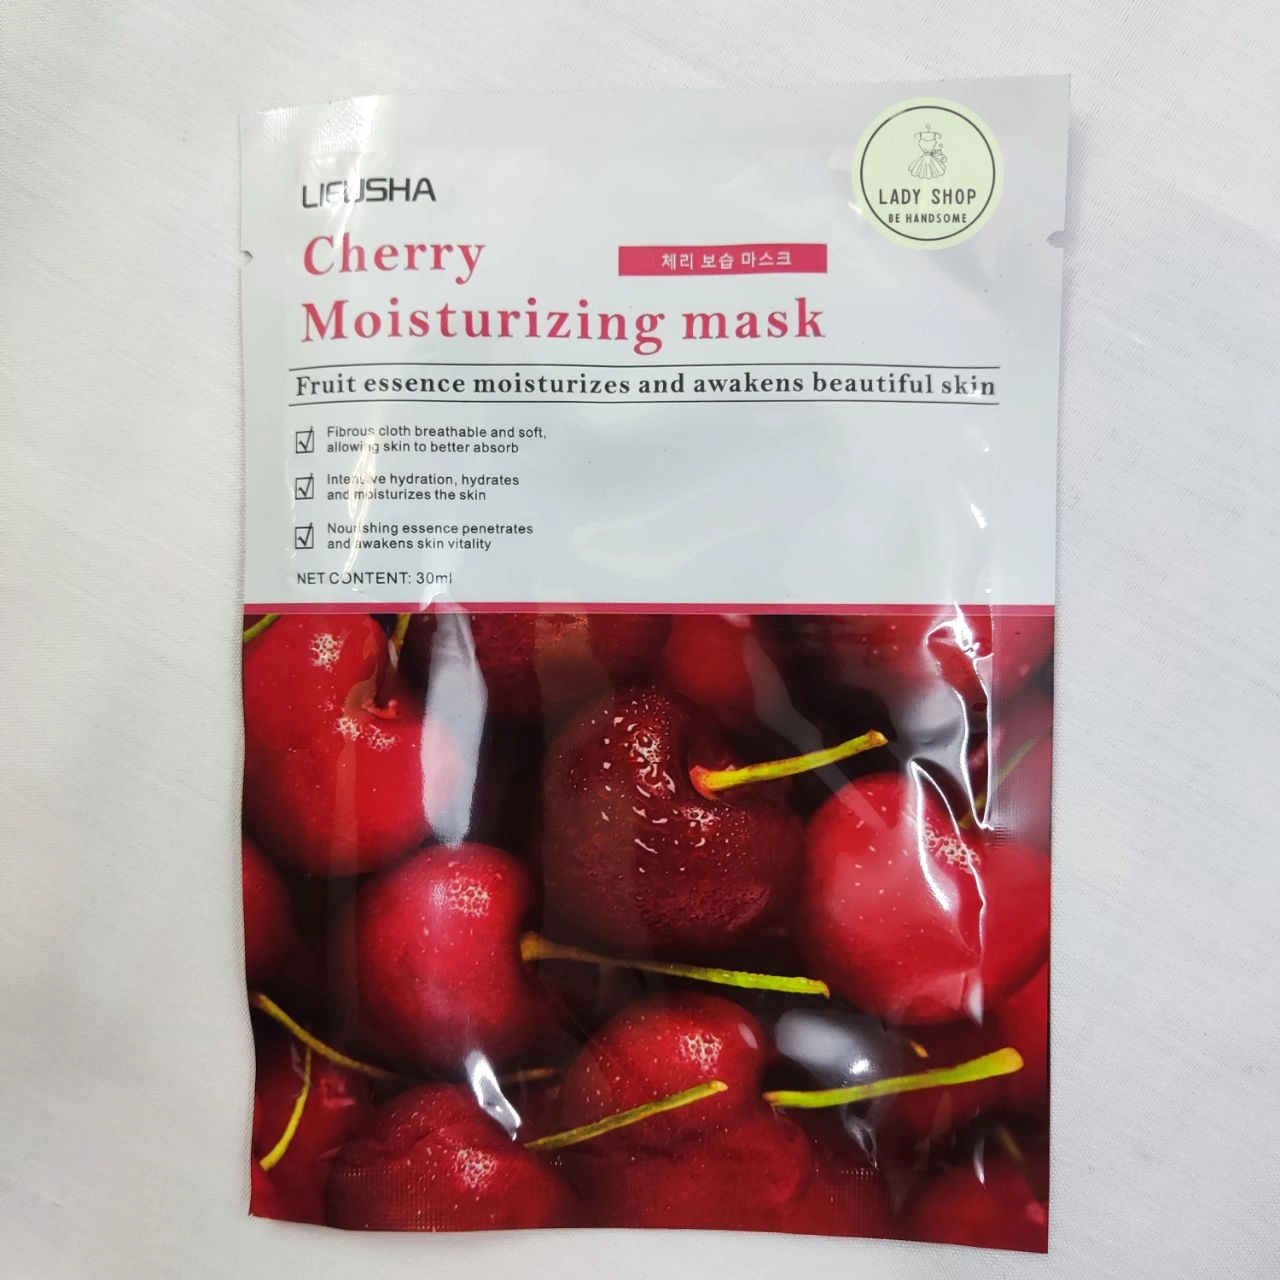 LIFUSHA
LADY SHOP
BE HANDSOME
Cherry
체리 보습 마스크
Moisturizing mask
Fruit essence moisturizes and awakens beautiful skin
Fibrous cloth breathable and soft,
allowing skin to better absorb
Intensive hydration, hydrates
and moisturizes the skin
Nourishing essence penetrates
and awakens skin vitality
NET CONTENT: 30ml